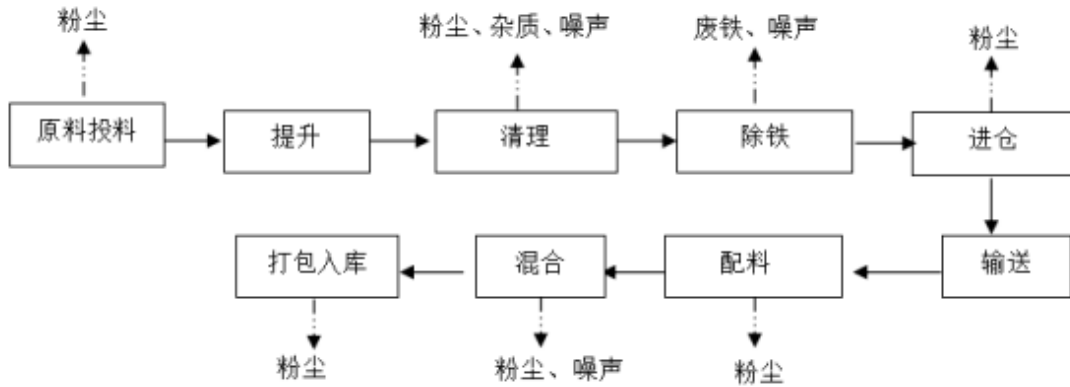 粉尘
粉尘、杂质、噪声
废铁、噪声
粉尘
原料投料
提升
清理
除铁
进仓
打包入库
混合
配料
输送
粉尘
粉尘、噪声
粉尘